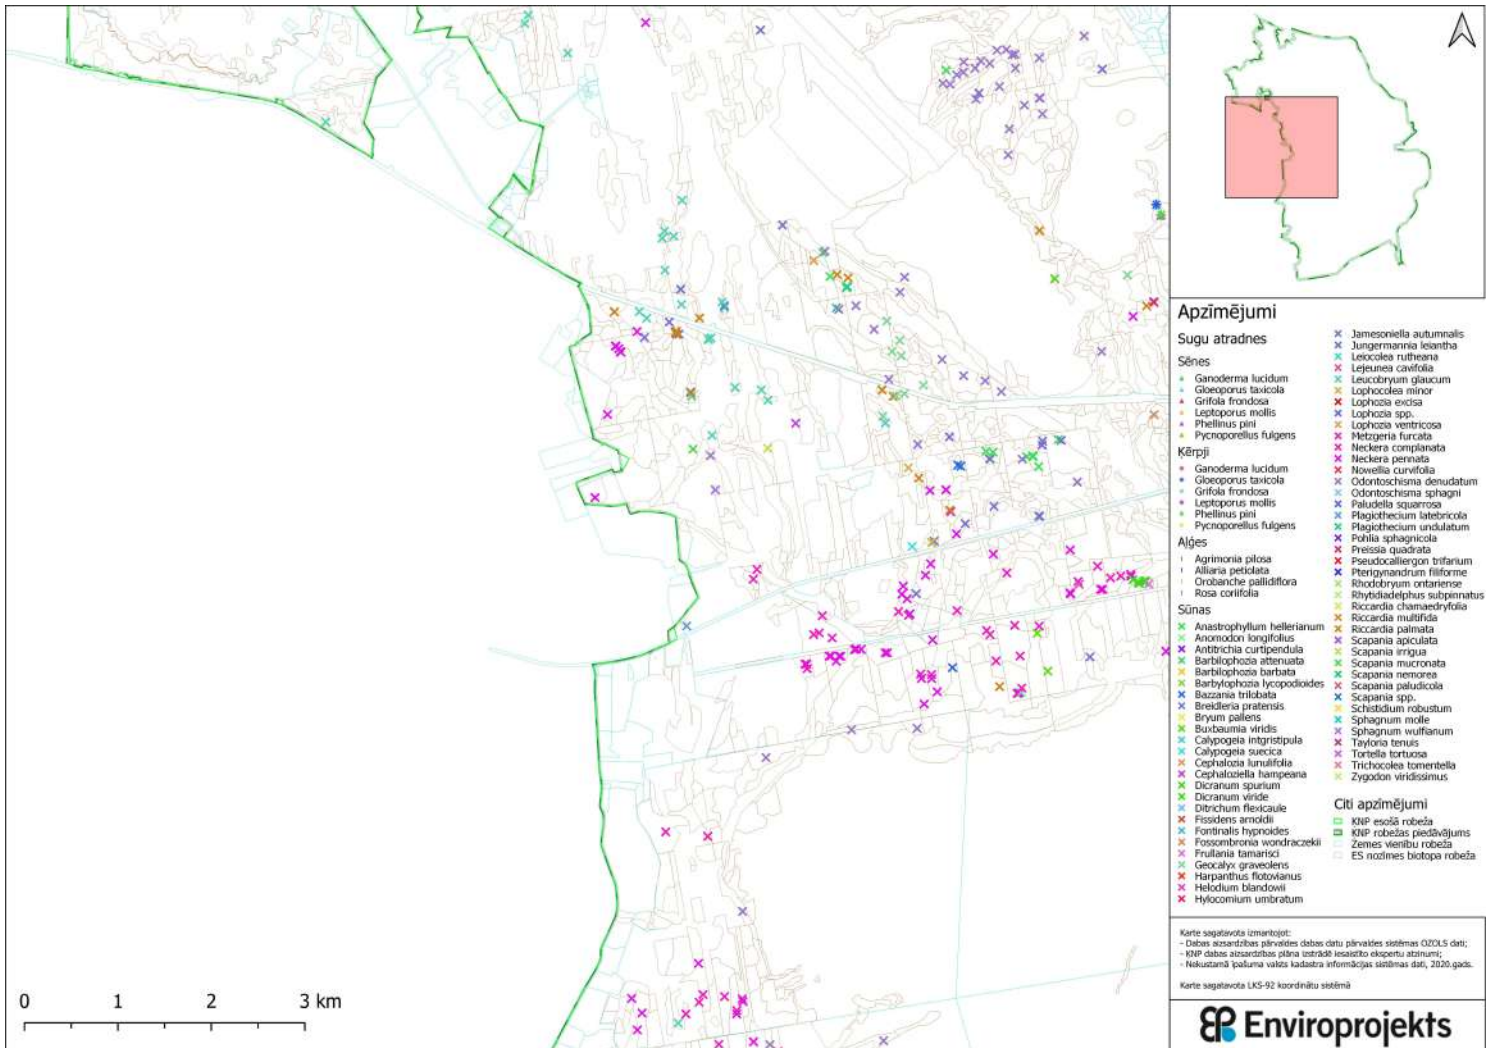 Apzīmējumi
Sugu atradnes
Sēnes
Ganoderma lucidum
Gloeoporus taxicola
Grifola frondosa
Leptoporus mollis
Phellinus pini
Pycnoporellus fulgens
Ķērpji
Ganoderma lucidum
Gloeoporus taxicola
Grifola frondosa
Leptoporus mollis
Phellinus pini
Pycnoporellus fulgens
Aļģes
Agrimonia pilosa
Alliaria petiolata
Orobanche pallidiflora
Rosa coriifolia
Sūnas
Anastrophyllum hellerianum
Anomodon longifolius
Antitrichia curtipendula
Barbilophozia attenuata
Barbilophozia barbata
Barbylophozia lycopodioides
Bazzania trilobata
Breidleria pratensis
Bryum pallens
Buxbaumia viridis
Calypogeia intgristipula
Calypogeia suecica
Cephalozia lunulifolia
Cephaloziella hampeana
Dicranum spurium
Dicranum viride
Ditrichum flexicaule
Fissidens arnoldii
Fontinalis hypnoides
Fossombronia wondraczekii
Frullania tamarisci
Geocalyx graveolens
Harpanthus flotovianus
Helodium blandowii
Hylocomium umbratum
Jamesoniella autumnalis
Jungermannia leiantha
Leiocolea rutheana
Lejeunea cavifolia
Leucobryum glaucum
Lophocolea minor
Lophozia excisa
Lophozia spp.
Lophozia ventricosa
Metzgeria furcata
Neckera complanata
Neckera pennata
Nowellia curvifolia
Odontoschisma denudatum
Odontoschisma sphagni
Paludella squarrosa
Plagiothecium latebricola
Plagiothecium undulatum
Pohlia sphagnicola
Preissia quadrata
Pseudocalliergon trifarium
Pterigynandrum filiforme
Rhodobryum ontariense
Rhytidiadelphus subpinnatus
Riccardia chamaedryfolia
Riccardia multifida
Riccardia palmata
Scapania apiculata
Scapania irrigua
Scapania mucronata
Scapania nemorea
Scapania paludicola
Scapania spp.
Schistidium robustum
Sphagnum molle
Sphagnum wulfianum
Tayloria tenuis
Tortella tortuosa
Trichocolea tomentella
Zygodon viridissimus
Citi apzīmējumi
ĶNP esošā robeža
ĶNP robežas piedāvājums
Zemes vienību robeža
ES nozīmes biotopa robeža
Karte sagatavota izmantojot:
- Dabas aizsardzības pārvaldes dabas datu pārvaldes sistēmas OZOLS dati;
- ĶNP dabas aizsardzības plāna izstrādē iesaistīto ekspertu atzinumi;
- Nekustamā īpašuma valsts kadastra informācijas sistēmas dati, 2020.gads.
Karte sagatavota LKS-92 koordinātu sistēmā
Enviroprojekts
0 1 2 3 km